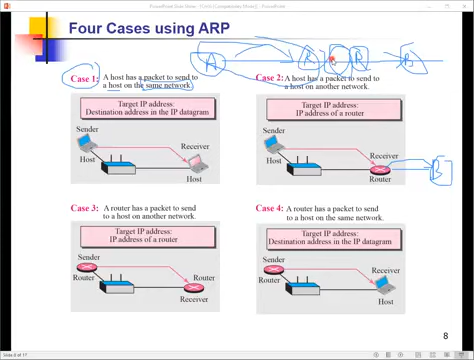 Four Cases using ARP
A R R B
Case 1: A host has a packet to send to
a host on the same network.
Target IP address:
Destination address in the IP datagram
Sender
Host
Receiver
Host
Case 2: A host has a packet to send to
a host on another network.
Target IP address:
IP address of a router
Sender
Host
Receiver
Router
B
Case 3: A router has a packet to send
to a host on another network.
Target IP address:
IP address of a router
Sender
Router
Router
Receiver
Case 4: A router has a packet to send
to a host on the same network.
Target IP address:
Destination address in the IP datagram
Sender
Router
Receiver
Host
8
Slide 8 of 17